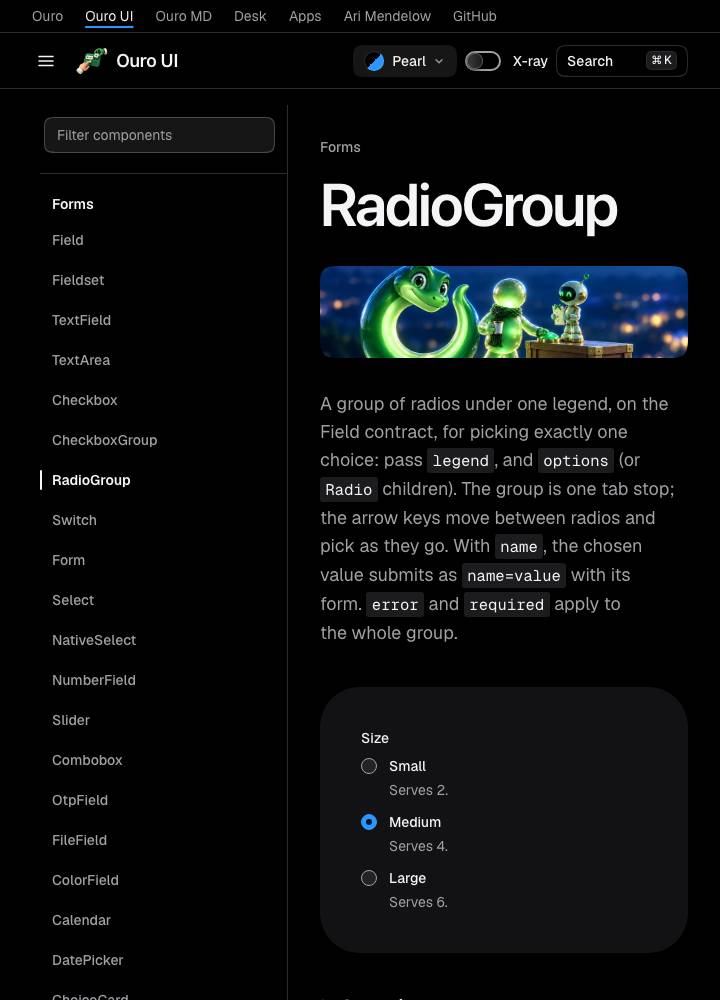 Ouro Ouro UI Ouro MD Desk Apps Ari Mendelow GitHub
Ouro UI Pearl X-ray Search ⌘K
Filter components
Forms
Field
Fieldset
TextField
TextArea
Checkbox
CheckboxGroup
RadioGroup
Switch
Form
Select
NativeSelect
NumberField
Slider
Combobox
OtpField
FileField
ColorField
Calendar
DatePicker
ChoiceCard
Forms
RadioGroup
A group of radios under one legend, on the
Field contract, for picking exactly one
choice: pass legend, and options (or
Radio children). The group is one tab stop;
the arrow keys move between radios and
pick as they go. With name, the chosen
value submits as name=value with its
form. error and required apply to
the whole group.
Size
Small
Serves 2.
Medium
Serves 4.
Large
Serves 6.